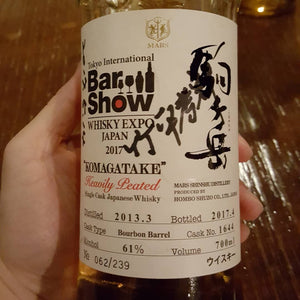 MARS
Tokyo International
Bar
Show
WHISKY EXPO
JAPAN
2017
駒ヶ岳
"KOMAGATAKE"
Heavily Peated
Single Cask Japanese Whisky
MARS SHINSHU DISTILLERY
PRODUCED BY
HOMBO SHUZO CO., LTD. JAPAN
Distilled 2013.3 Bottled 2017.4
Cask Type Bourbon Barrel Cask No. 1644
Alcohol 61% Volume 700ml
№ 062/239 ウイスキー